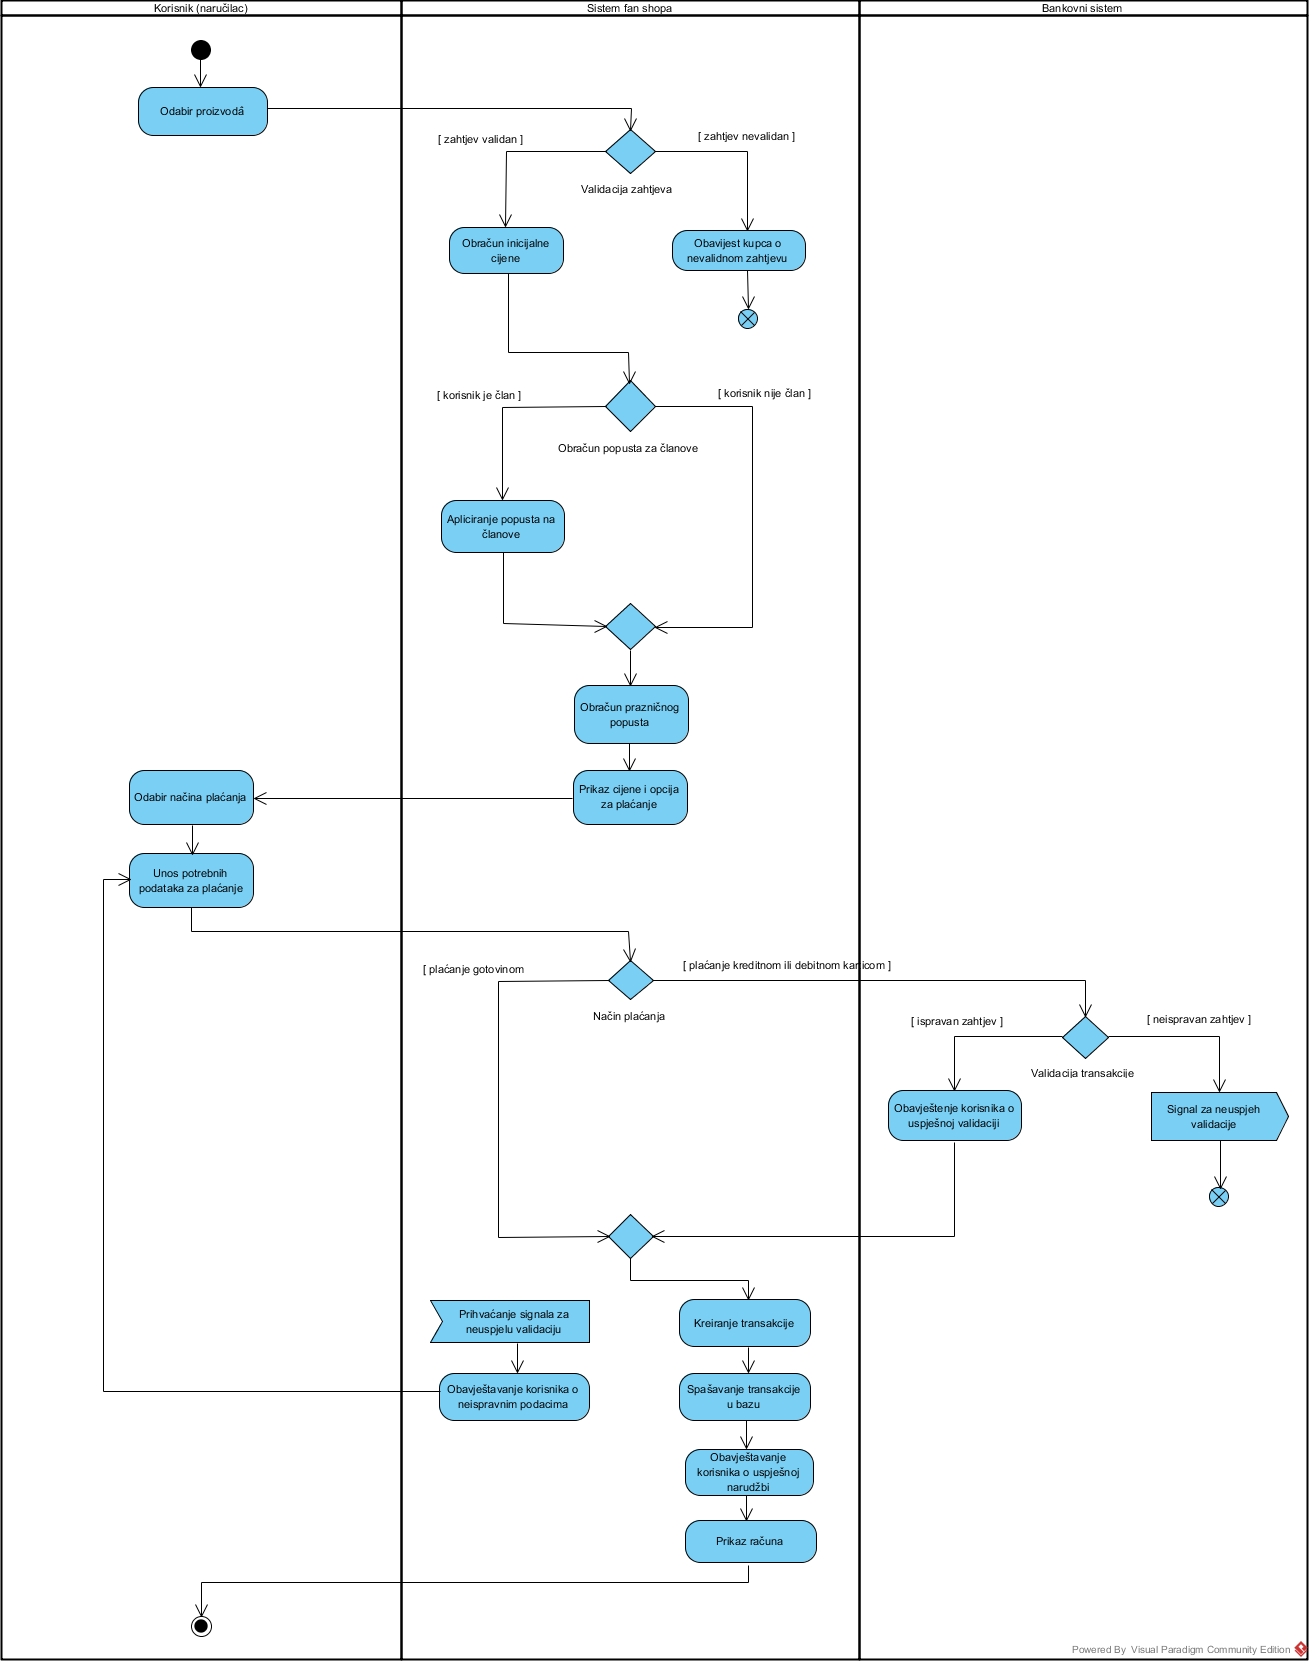 Korisnik (naručilac)
Sistem fan shopa
Bankovni sistem
Odabir proizvodā
[ zahtjev validan ]
[ zahtjev nevalidan ]
Validacija zahtjeva
Obračun inicijalne
cijene
Obavijest kupca o
nevalidnom zahtjevu
[ korisnik je član ]
[ korisnik nije član ]
Obračun popusta za članove
Apliciranje popusta na
članove
Obračun prazničnog
popusta
Prikaz cijene i opcija
za plaćanje
Odabir načina plaćanja
Unos potrebnih
podataka za plaćanje
[ plaćanje gotovinom
[ plaćanje kreditnom ili debitnom karticom ]
Način plaćanja
[ ispravan zahtjev ]
[ neispravan zahtjev ]
Validacija transakcije
Obavještenje korisnika o
uspješnoj validaciji
Signal za neuspjeh
validacije
Prihvaćanje signala za
neuspjelu validaciju
Kreiranje transakcije
Obavještavanje korisnika o
neispravnim podacima
Spašavanje transakcije
u bazu
Obavještavanje
korisnika o uspješnoj
narudžbi
Prikaz računa
Powered By Visual Paradigm Community Edition